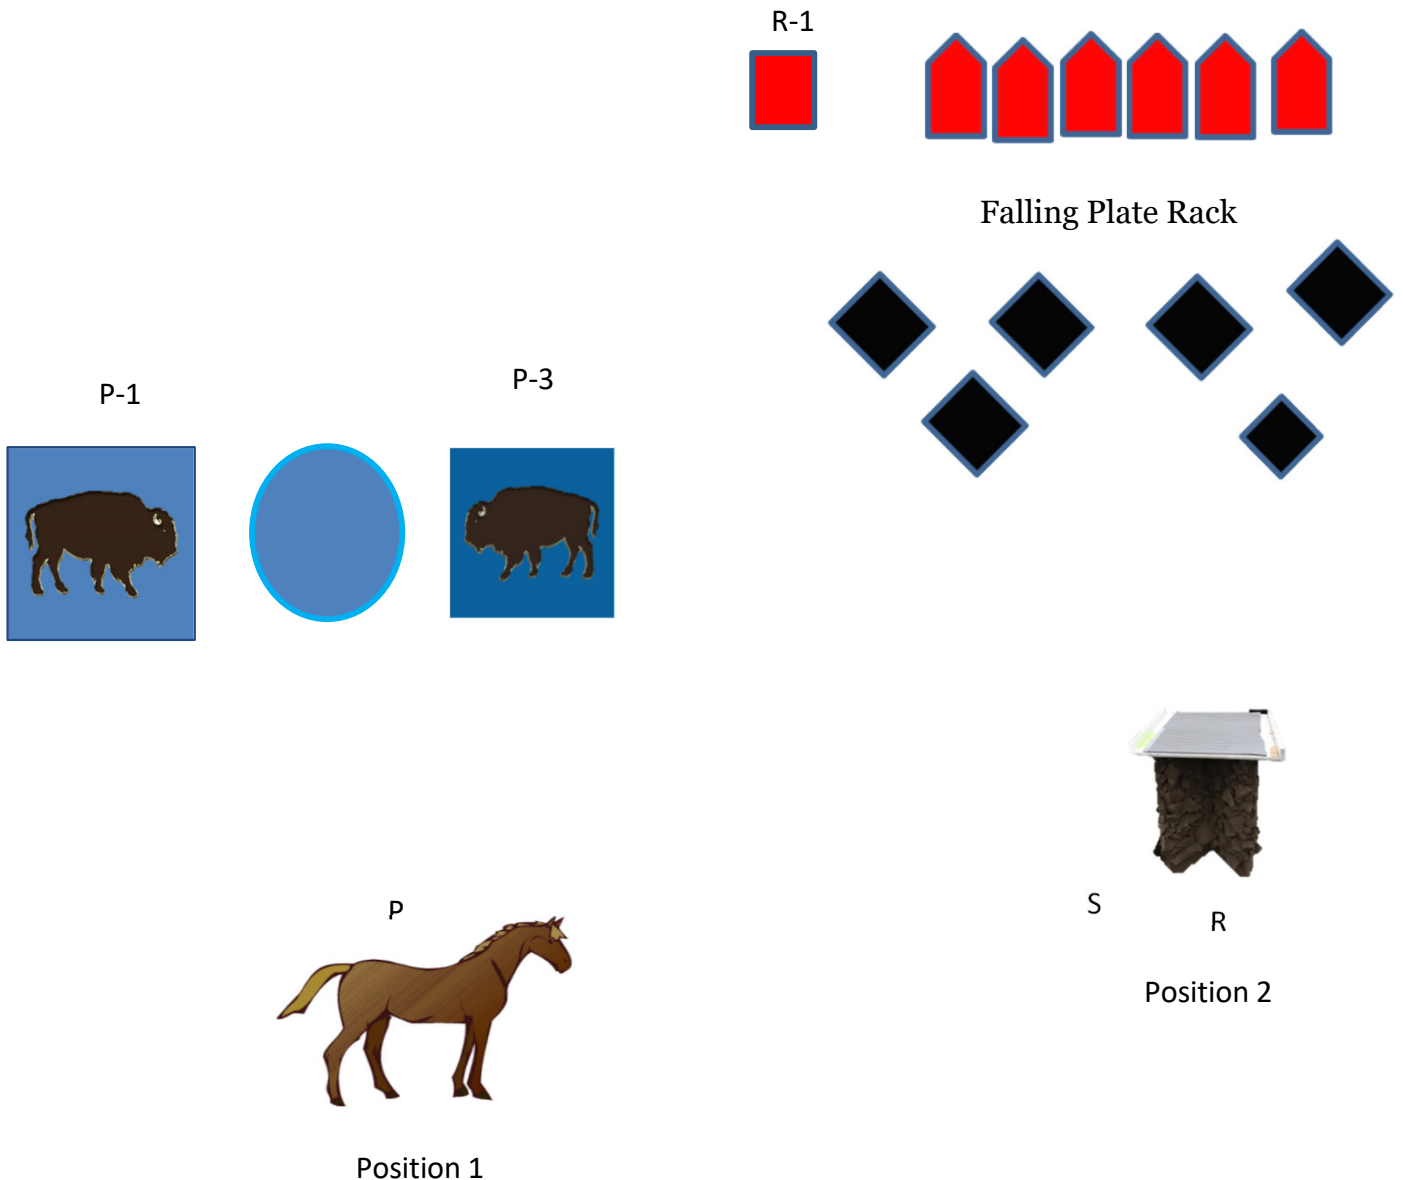 R-1
Falling Plate Rack
P-1
P-3
P
S
R
Position 2
Position 1